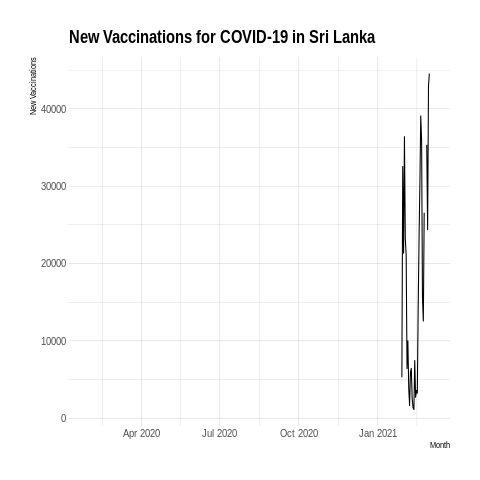 New Vaccinations for COVID-19 in Sri Lanka
New Vaccinations
40000
30000
20000
10000
0
Apr 2020
Jul 2020
Oct 2020
Jan 2021
Month